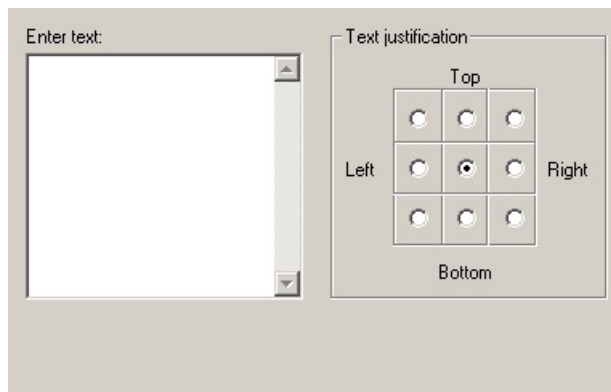 Enter text:
Text justification
Top
Left
Right
Bottom